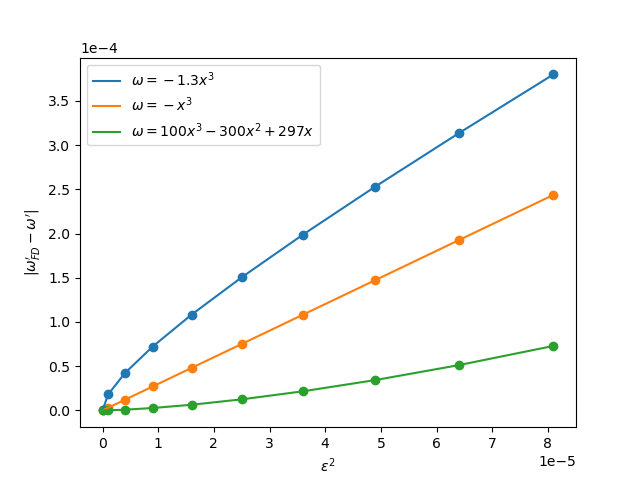 1e−4
ω = − 1.3x³
ω = − x³
ω = 100x³ − 300x² + 297x
|ω′FD − ω′|
3.5
3.0
2.5
2.0
1.5
1.0
0.5
0.0
0 1 2 3 4 5 6 7 8
1e−5
ε²